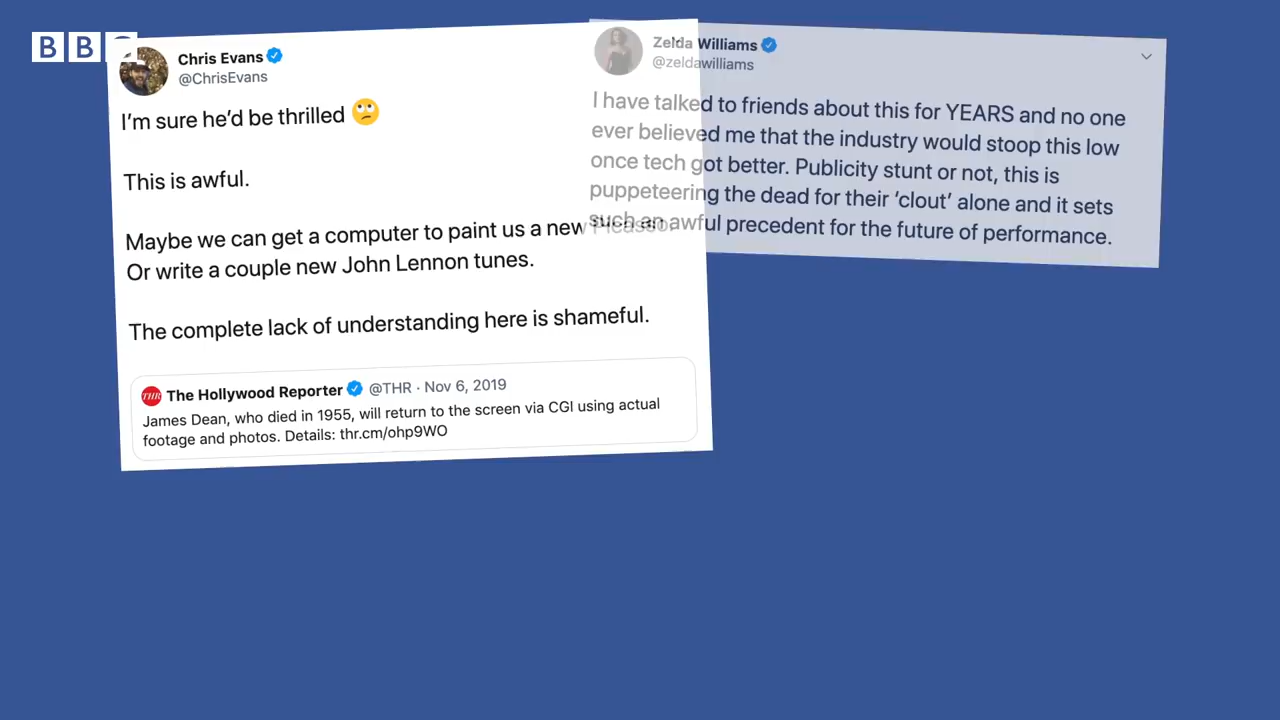 BBC
Chris Evans
@ChrisEvans
I’m sure he’d be thrilled 🙄
This is awful.
Maybe we can get a computer to paint us a new Picasso.
Or write a couple new John Lennon tunes.
The complete lack of understanding here is shameful.
The Hollywood Reporter @THR · Nov 6, 2019
James Dean, who died in 1955, will return to the screen via CGI using actual
footage and photos. Details: thr.cm/ohp9WO
Zelda Williams
@zeldawilliams
I have talked to friends about this for YEARS and no one
ever believed me that the industry would stoop this low
once tech got better. Publicity stunt or not, this is
puppeteering the dead for their ‘clout’ alone and it sets
such an awful precedent for the future of performance.